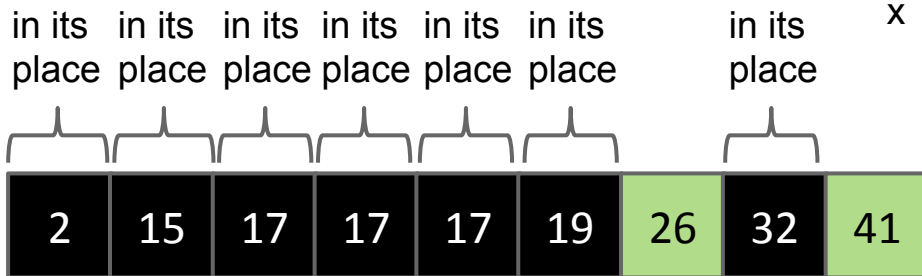 in its in its in its in its in its in its in its x
place place place place place place place
2 15 17 17 17 19 26 32 41